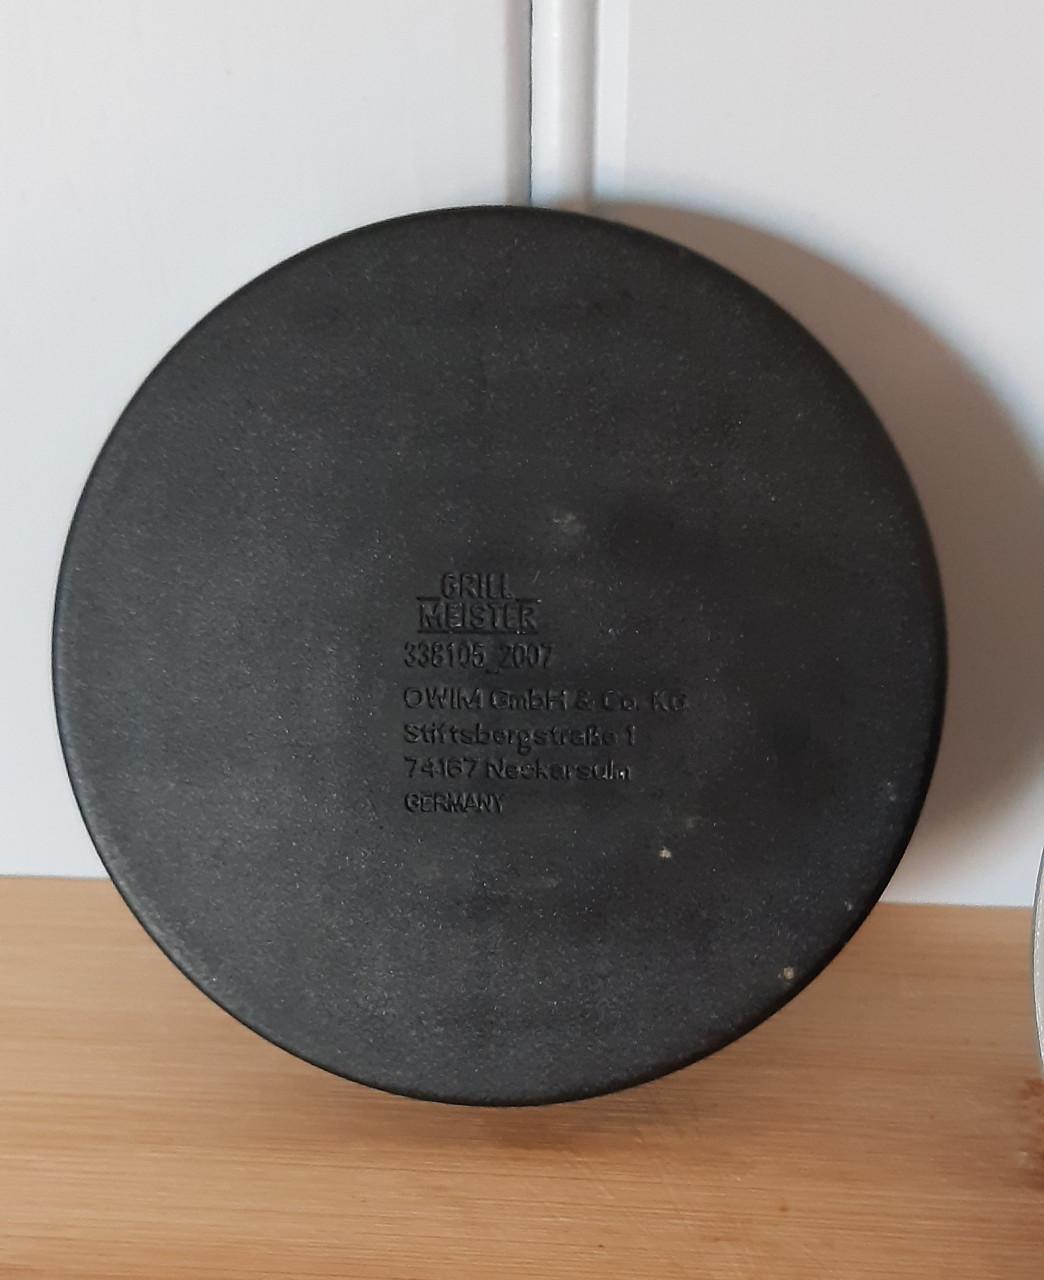 GRILL
MEISTER
338105_2007
OWIM GmbH & Co. KG
Stiftsbergstraße 1
74167 Neckarsulm
GERMANY